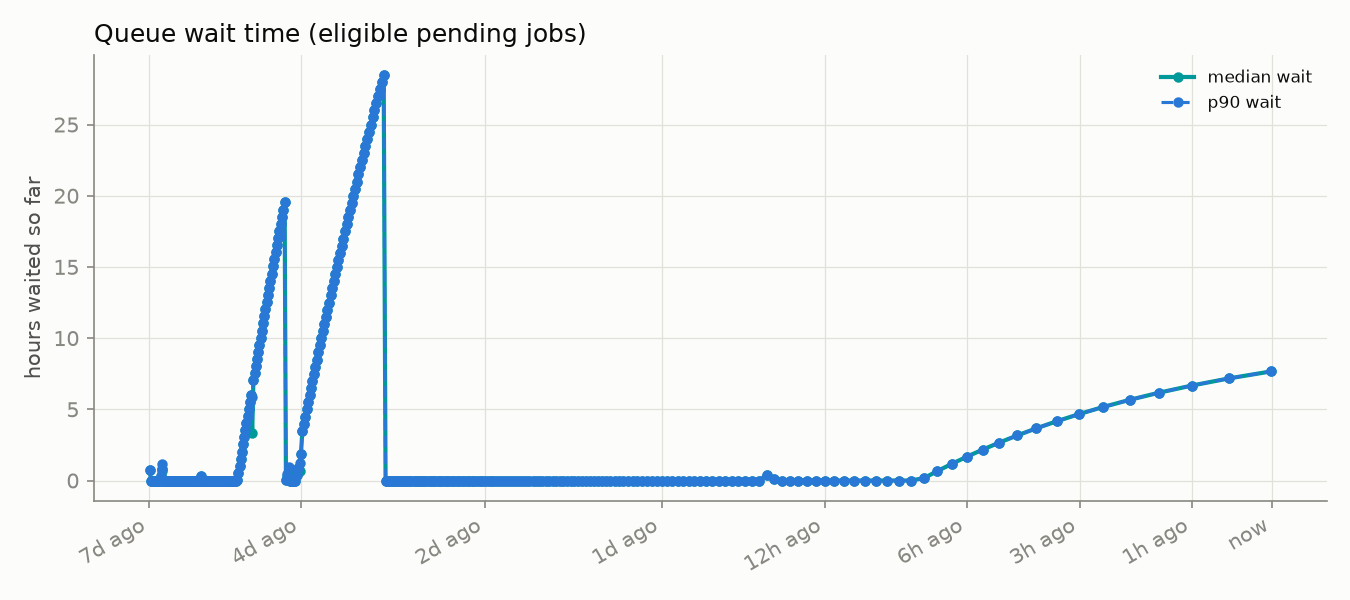 Queue wait time (eligible pending jobs)
median wait
p90 wait
hours waited so far
25
20
15
10
5
0
7d ago
4d ago
2d ago
1d ago
12h ago
6h ago
3h ago
1h ago
now